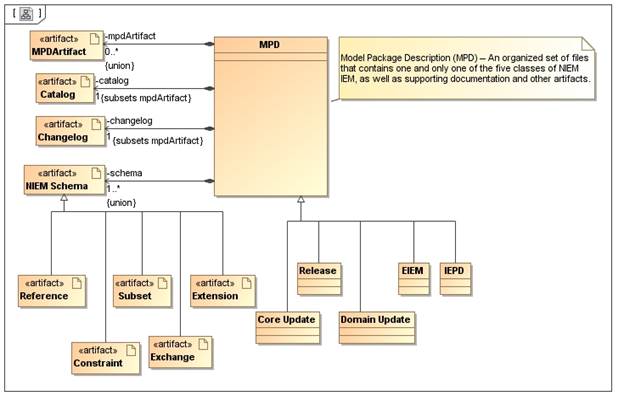 «artifact»
MPDArtifact
-mpdArtifact
0..*
{union}
MPD
Model Package Description (MPD) -- An organized set of files
that contains one and only one of the five classes of NIEM
IEM, as well as supporting documentation and other artifacts.
«artifact»
Catalog
-catalog
1 {subsets mpdArtifact}
«artifact»
Changelog
-changelog
1 {subsets mpdArtifact}
«artifact»
NIEM Schema
-schema
1..*
{union}
Release
EIEM
IEPD
«artifact»
Reference
«artifact»
Subset
«artifact»
Extension
Core Update
Domain Update
«artifact»
Constraint
«artifact»
Exchange